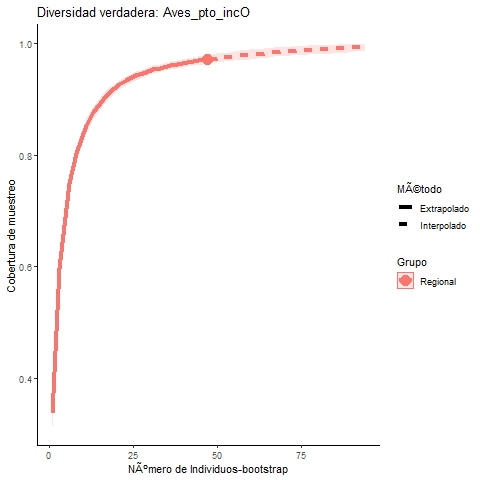 Diversidad verdadera: Aves_pto_incO
Cobertura de muestreo
1.0
0.8
0.6
0.4
0
25
50
75
NÃºmero de Individuos-bootstrap
MÃ©todo
Extrapolado
Interpolado
Grupo
Regional